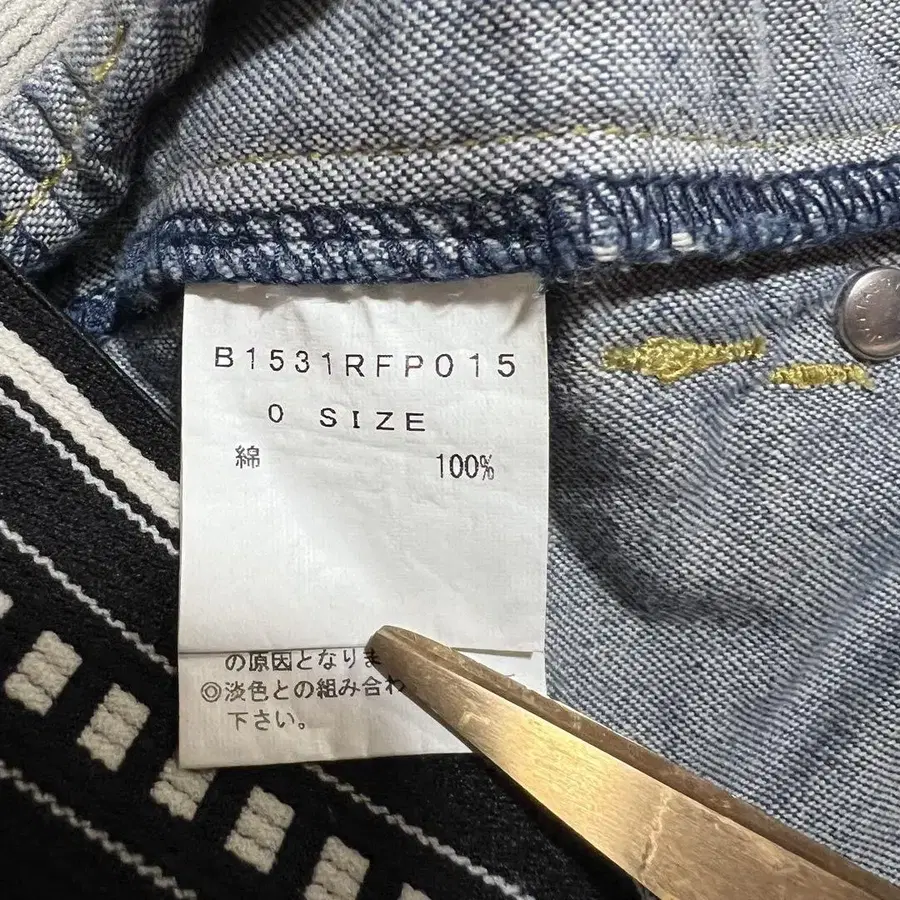 B1531RFP015
0 SIZE
綿 100%
の原因となりま
◎淡色との組み合わ
下さい。